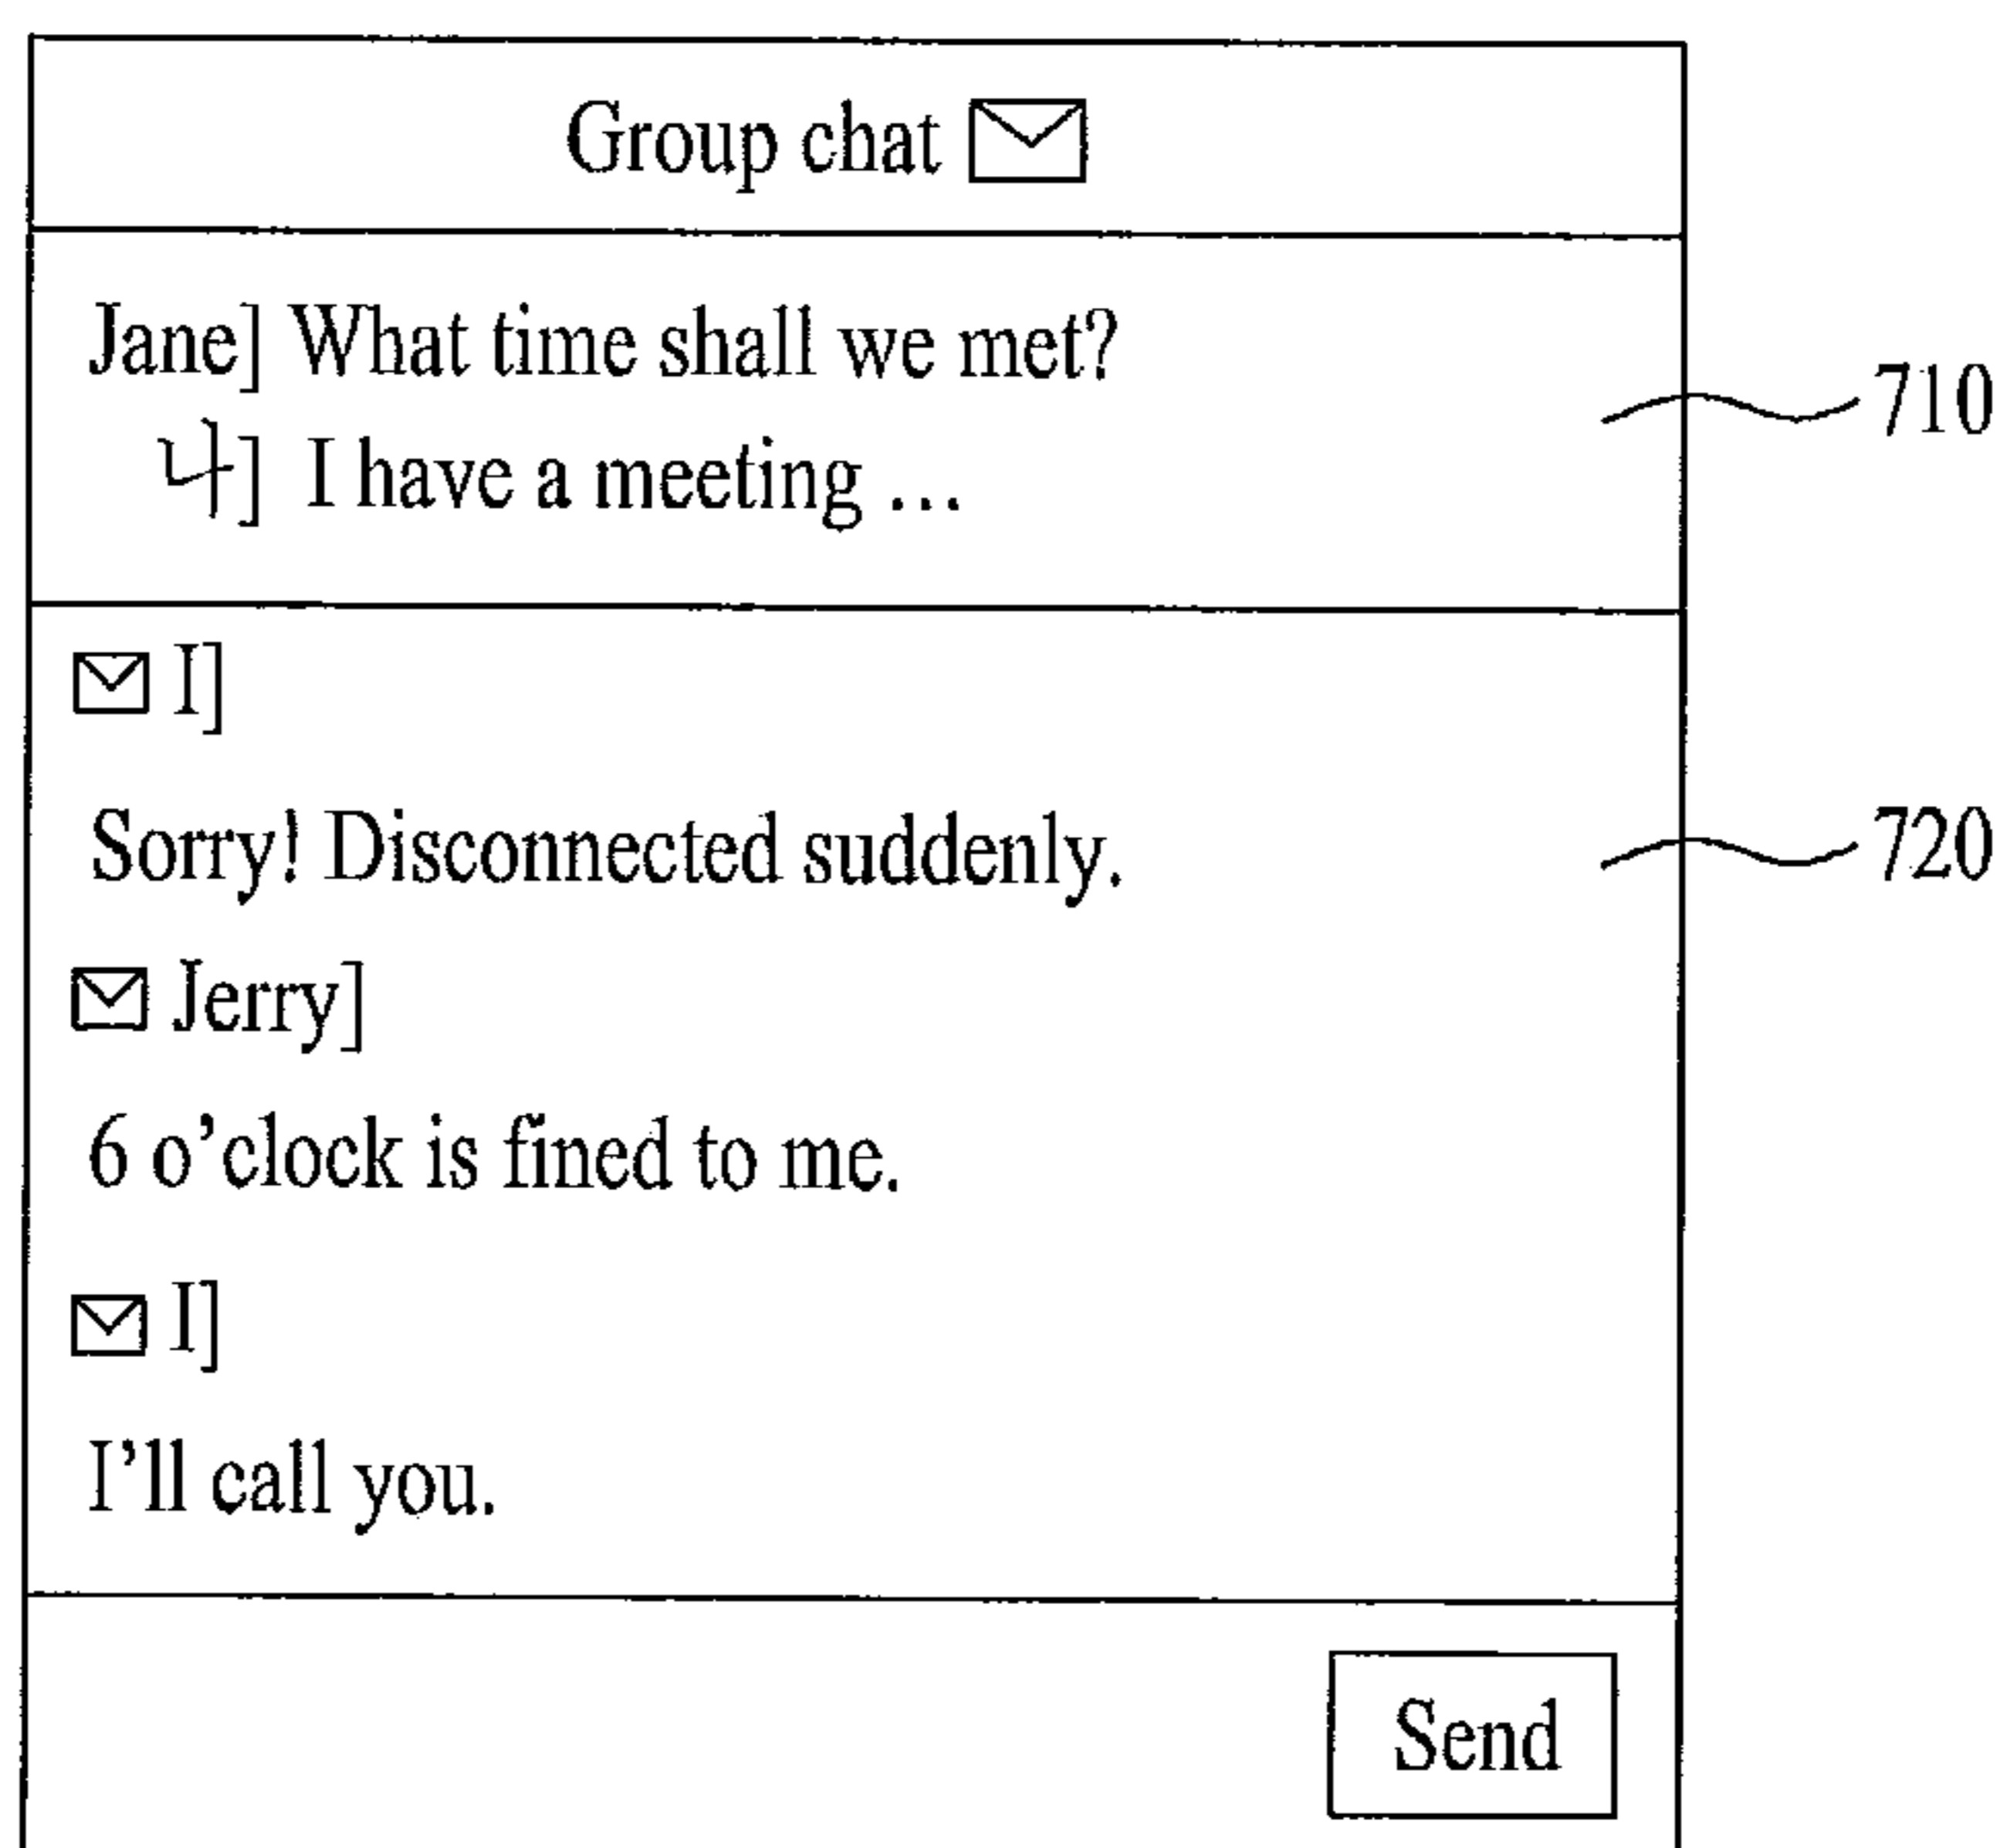 Group chat
Jane] What time shall we met?
나] I have a meeting ...
710
I]
Sorry! Disconnected suddenly.
720
Jerry]
6 o’clock is fined to me.
I]
I’ll call you.
Send